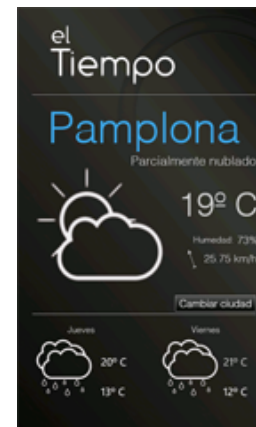 el
Tiempo
Pamplona
Parcialmente nublado
19º C
Humedad 73%
25.75 km/h
Cambiar ciudad
Jueves
Viernes
20º C
21º C
13º C
12º C